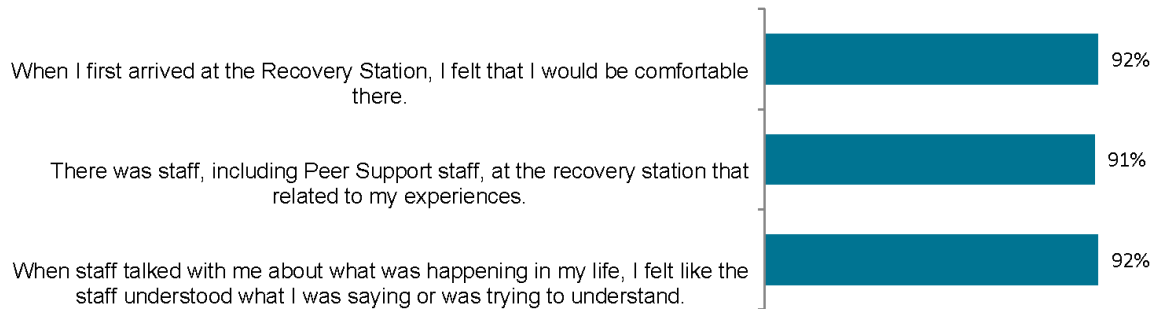 When I first arrived at the Recovery Station, I felt that I would be comfortable
there.
92%
There was staff, including Peer Support staff, at the recovery station that
related to my experiences.
91%
When staff talked with me about what was happening in my life, I felt like the
staff understood what I was saying or was trying to understand.
92%